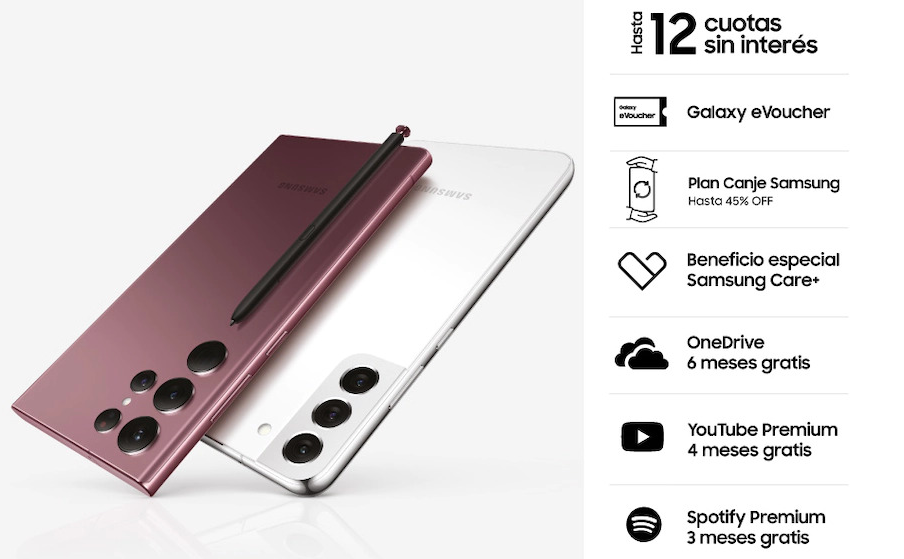 SAMSUNG
SAMSUNG
Hasta 12 cuotas
sin interés
Galaxy
eVoucher
Galaxy eVoucher
Plan Canje Samsung
Hasta 45% OFF
Beneficio especial
Samsung Care+
OneDrive
6 meses gratis
YouTube Premium
4 meses gratis
Spotify Premium
3 meses gratis